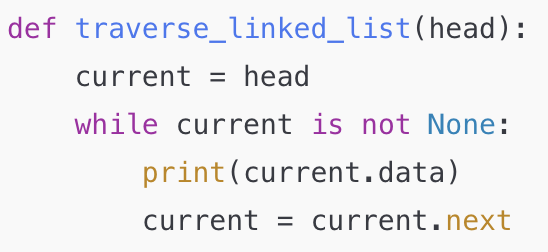 def traverse_linked_list(head):
    current = head
    while current is not None:
        print(current.data)
        current = current.next